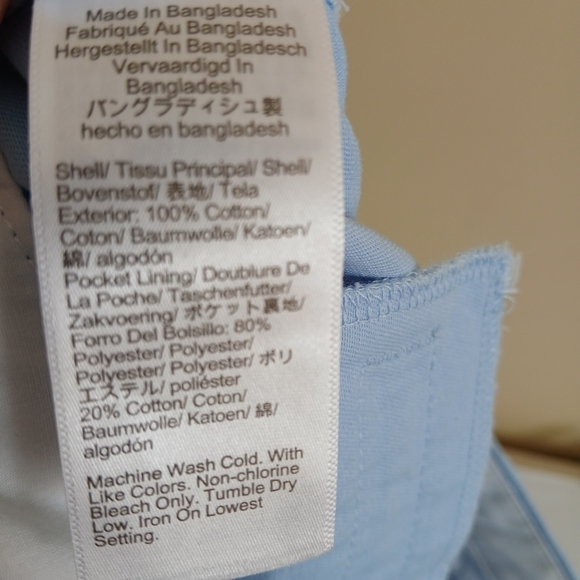 Made In Bangladesh
Fabriqué Au Bangladesh
Hergestellt In Bangladesch
Vervaardigd In
Bangladesh
バングラディシュ製
hecho en bangladesh
Shell/ Tissu Principal/ Shell/
Bovenstof/ 表地/ Tela
Exterior: 100% Cotton/
Coton/ Baumwolle/ Katoen/
綿/ algodón
Pocket Lining/ Doublure De
La Poche/ Taschenfutter/
Zakvoering/ ポケット裏地/
Forro Del Bolsillo: 80%
Polyester/ Polyester/
Polyester/ Polyester/ ポリ
エステル/ poliéster
20% Cotton/ Coton/
Baumwolle/ Katoen/ 綿/
algodón
Machine Wash Cold. With
Like Colors. Non-chlorine
Bleach Only. Tumble Dry
Low. Iron On Lowest
Setting.